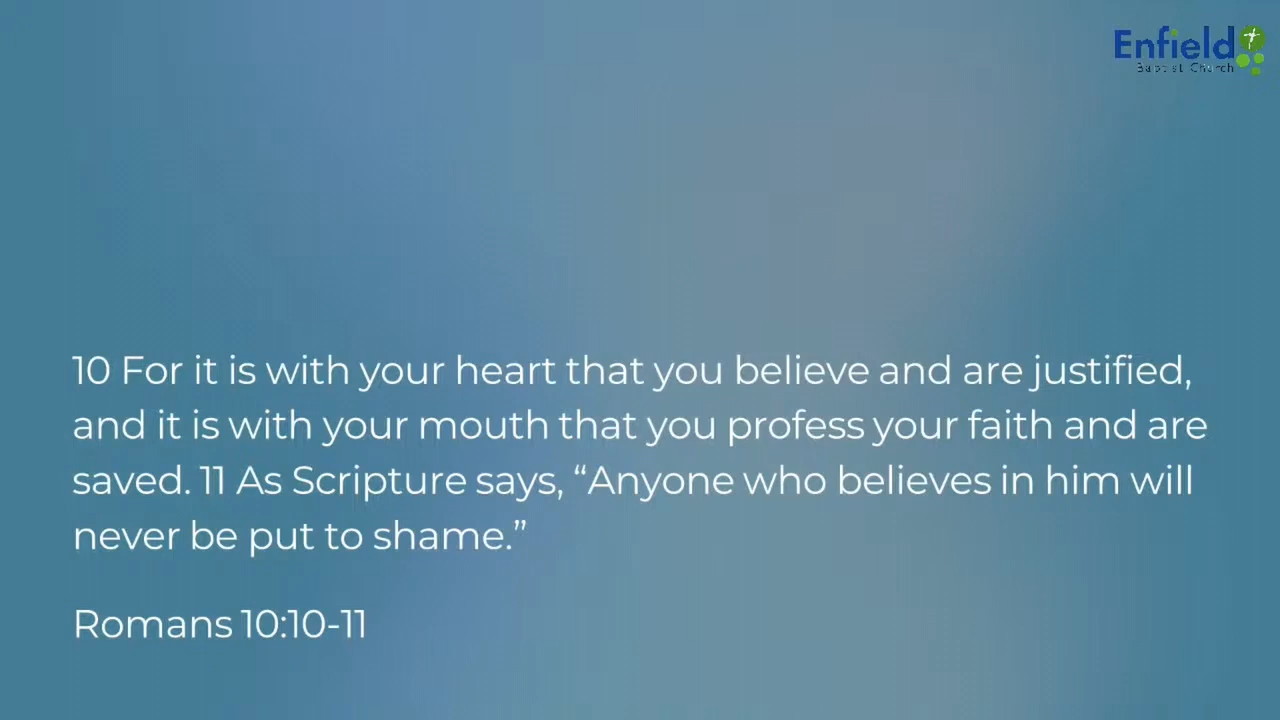 Enfield
Baptist Church
10 For it is with your heart that you believe and are justified,
and it is with your mouth that you profess your faith and are
saved. 11 As Scripture says, “Anyone who believes in him will
never be put to shame.”
Romans 10:10-11